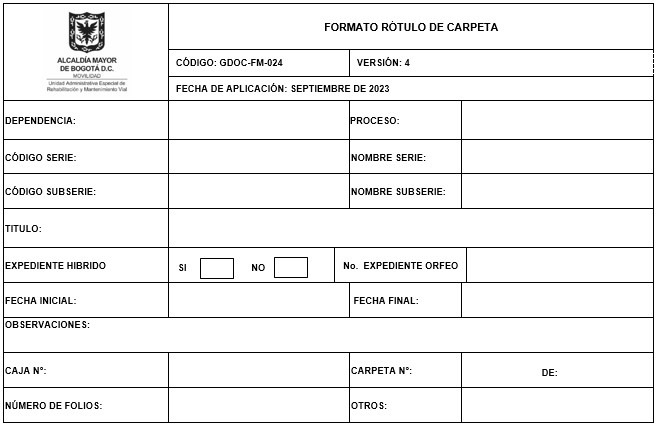 FORMATO RÓTULO DE CARPETA
ALCALDÍA MAYOR
DE BOGOTÁ D.C.
MOVILIDAD
Unidad Administrativa Especial de
Rehabilitación y Mantenimiento Vial
CÓDIGO: GDOC-FM-024 VERSIÓN: 4
FECHA DE APLICACIÓN: SEPTIEMBRE DE 2023
DEPENDENCIA: PROCESO:
CÓDIGO SERIE: NOMBRE SERIE:
CÓDIGO SUBSERIE: NOMBRE SUBSERIE:
TITULO:
EXPEDIENTE HIBRIDO SI NO No. EXPEDIENTE ORFEO
FECHA INICIAL: FECHA FINAL:
OBSERVACIONES:
CAJA N°: CARPETA N°: DE:
NÚMERO DE FOLIOS: OTROS: